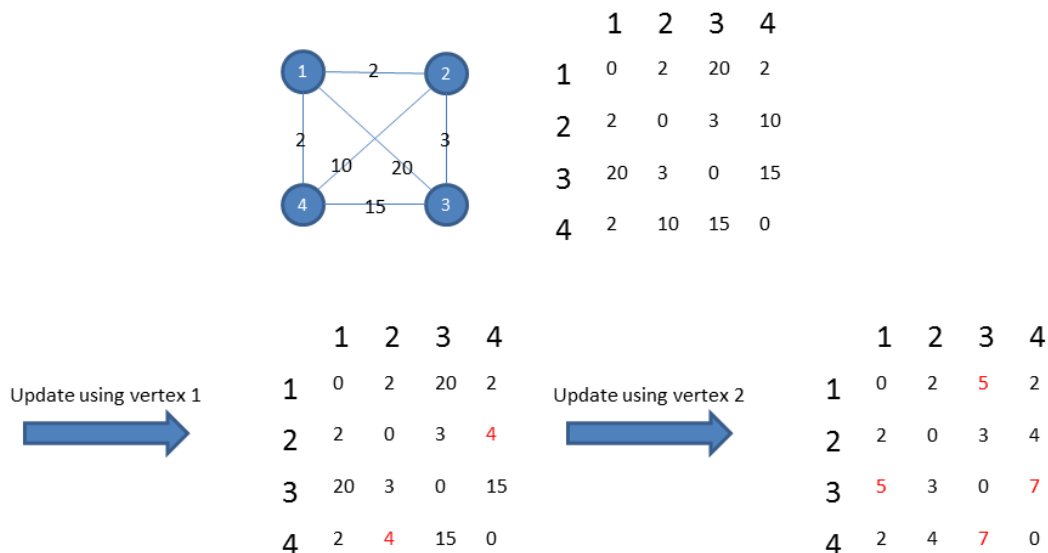 1 2 3 4
1 2 2
1 0 2 20 2
2 3
2 2 0 3 10
10 20
3 20 3 0 15
4 15 3
4 2 10 15 0
1 2 3 4
1 2 3 4
Update using vertex 1
1 0 2 20 2
Update using vertex 2
1 0 2 5 2
2 2 0 3 4
2 2 0 3 4
3 20 3 0 15
3 5 3 0 7
4 2 4 15 0
4 2 4 7 0